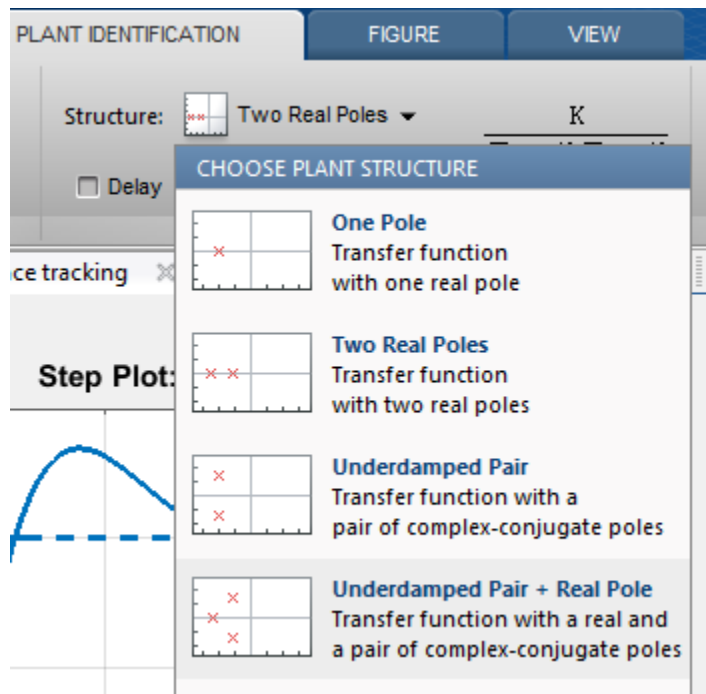 PLANT IDENTIFICATION FIGURE VIEW
Structure: Two Real Poles K
Delay
CHOOSE PLANT STRUCTURE
One Pole
Transfer function
with one real pole
ce tracking
Two Real Poles
Transfer function
with two real poles
Step Plot:
Underdamped Pair
Transfer function with a
pair of complex-conjugate poles
Underdamped Pair + Real Pole
Transfer function with a real and
a pair of complex-conjugate poles